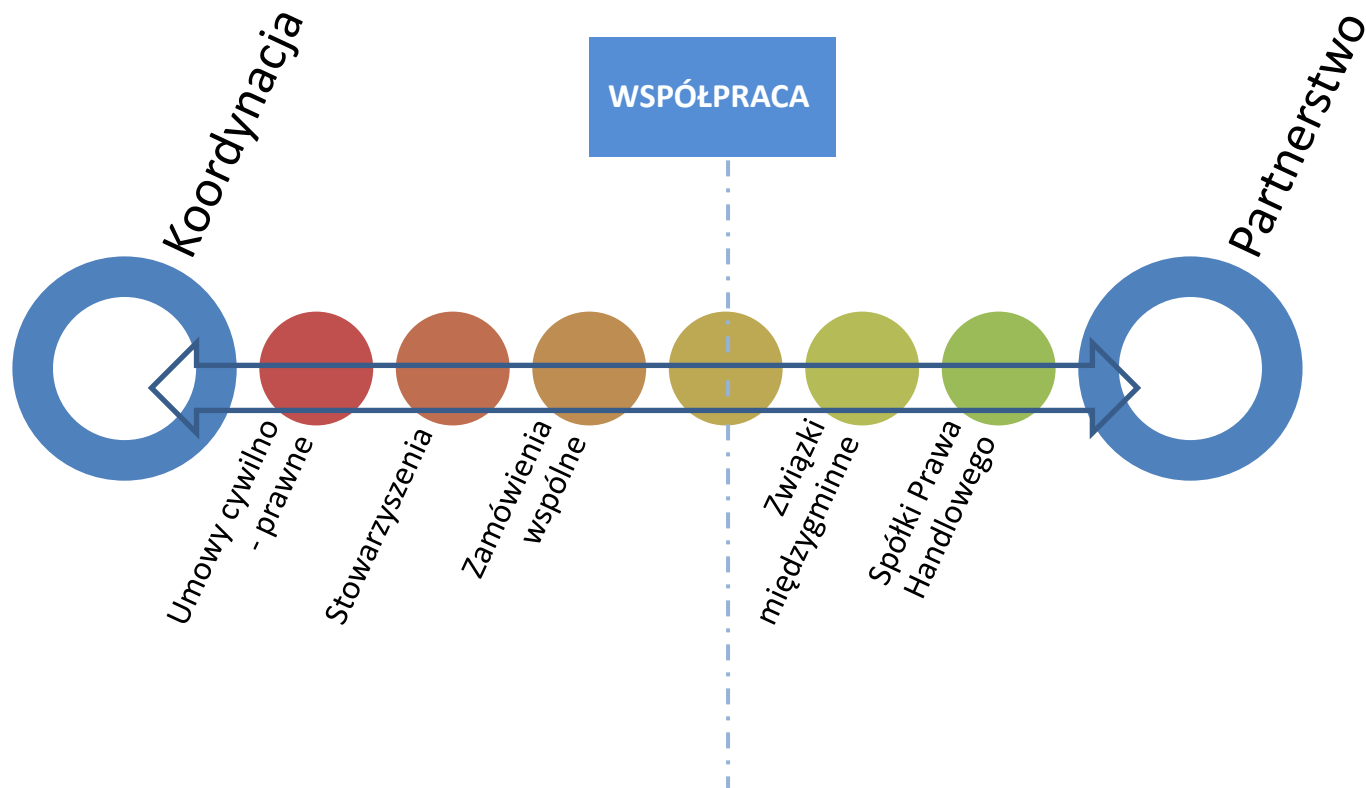 Koordynacja
WSPÓŁPRACA
Partnerstwo
Umowy cywilno
- prawne
Stowarzyszenia
Zamówienia
wspólne
Związki
międzygminne
Spółki Prawa
Handlowego